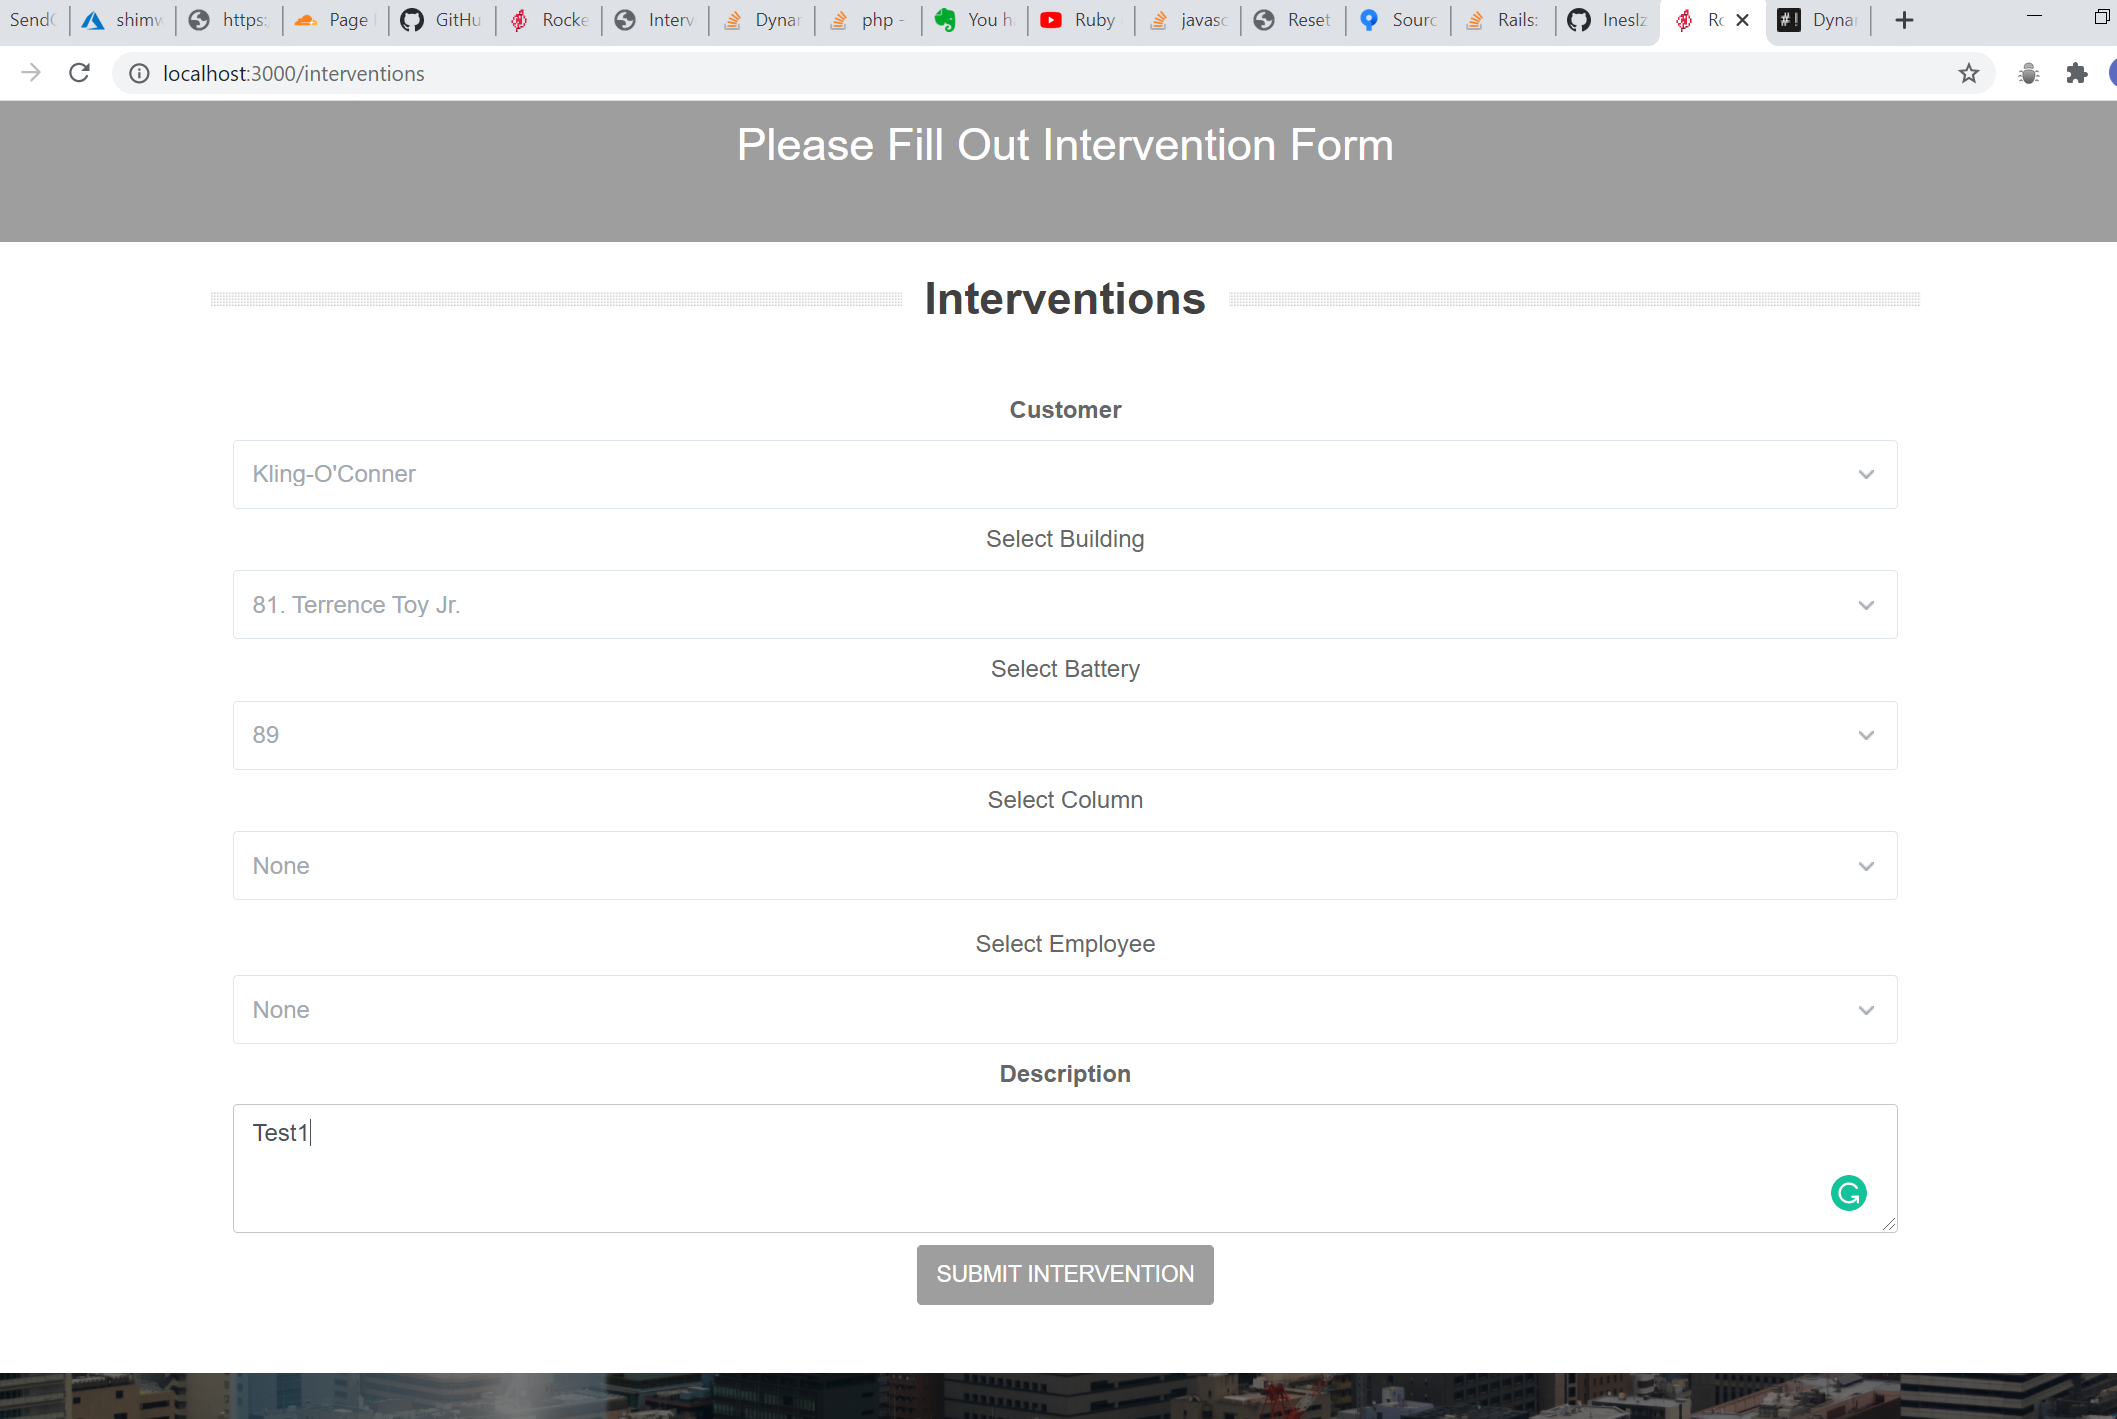 Send shimw https: Page GitHu Rocke Interv Dynar php - You h Ruby javasc Reset Sourc Rails: Ineslz Ro Dynar
localhost:3000/interventions
Please Fill Out Intervention Form
Interventions
Customer
Kling-O'Conner
Select Building
81. Terrence Toy Jr.
Select Battery
89
Select Column
None
Select Employee
None
Description
Test1
SUBMIT INTERVENTION